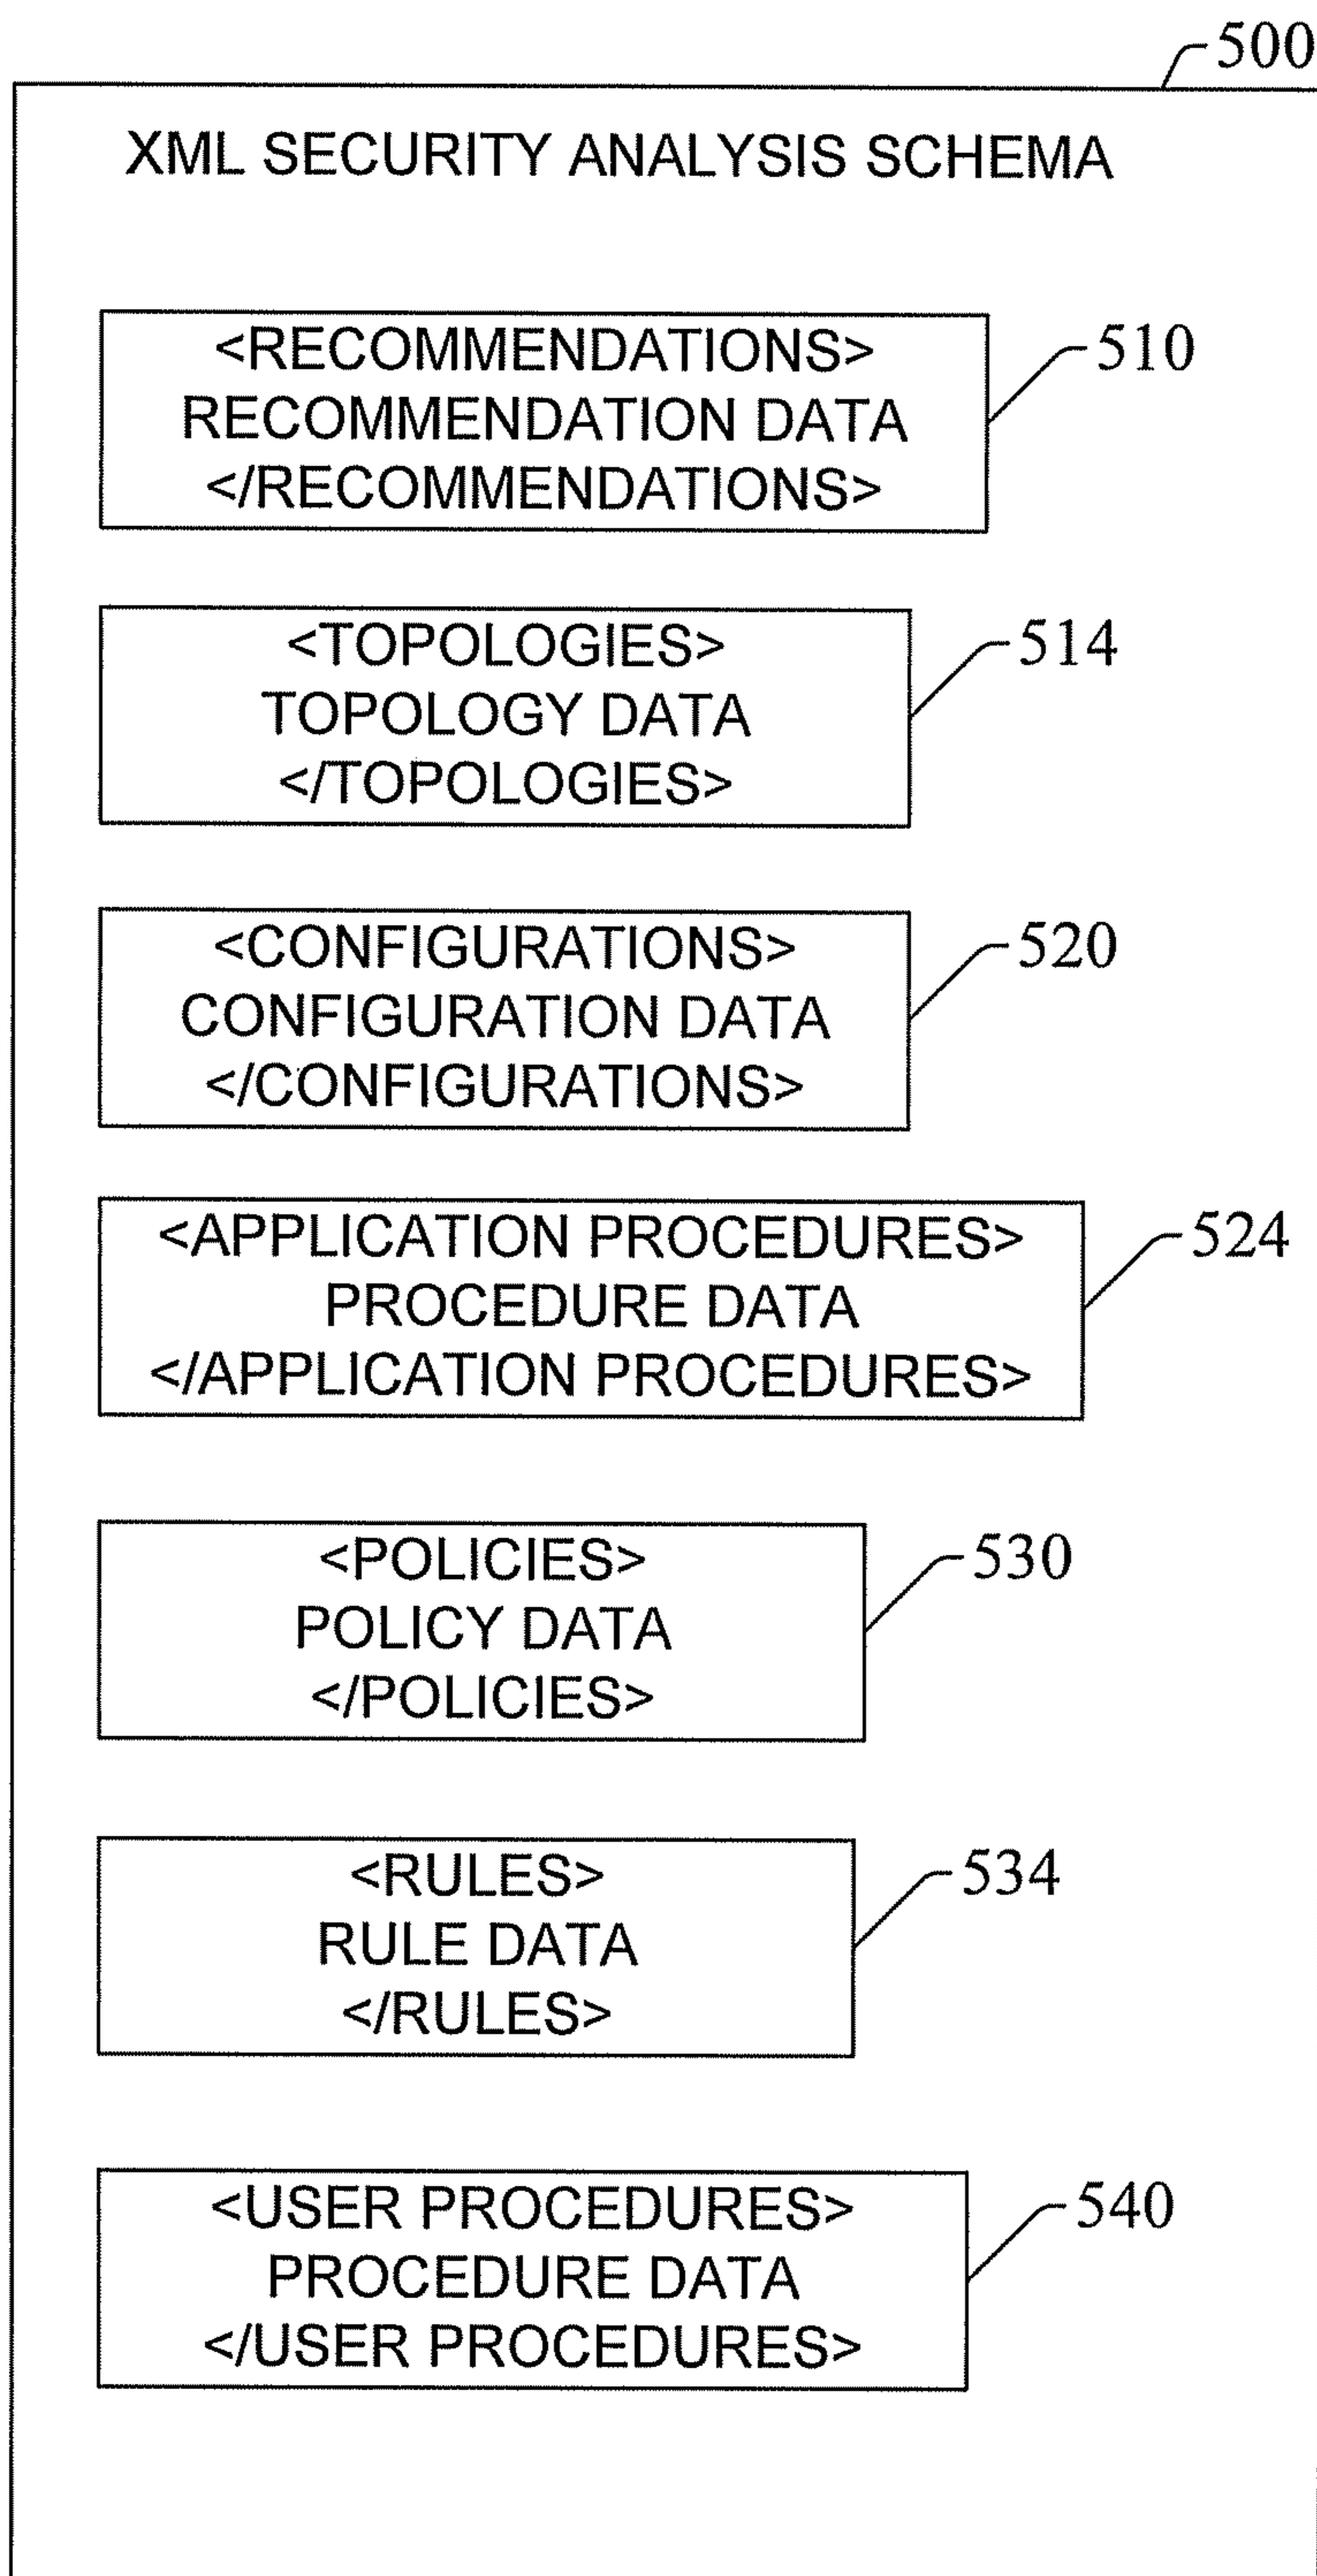 500
XML SECURITY ANALYSIS SCHEMA
<RECOMMENDATIONS>
RECOMMENDATION DATA
</RECOMMENDATIONS>
510
<TOPOLOGIES>
TOPOLOGY DATA
</TOPOLOGIES>
514
<CONFIGURATIONS>
CONFIGURATION DATA
</CONFIGURATIONS>
520
<APPLICATION PROCEDURES>
PROCEDURE DATA
</APPLICATION PROCEDURES>
524
<POLICIES>
POLICY DATA
</POLICIES>
530
<RULES>
RULE DATA
</RULES>
534
<USER PROCEDURES>
PROCEDURE DATA
</USER PROCEDURES>
540